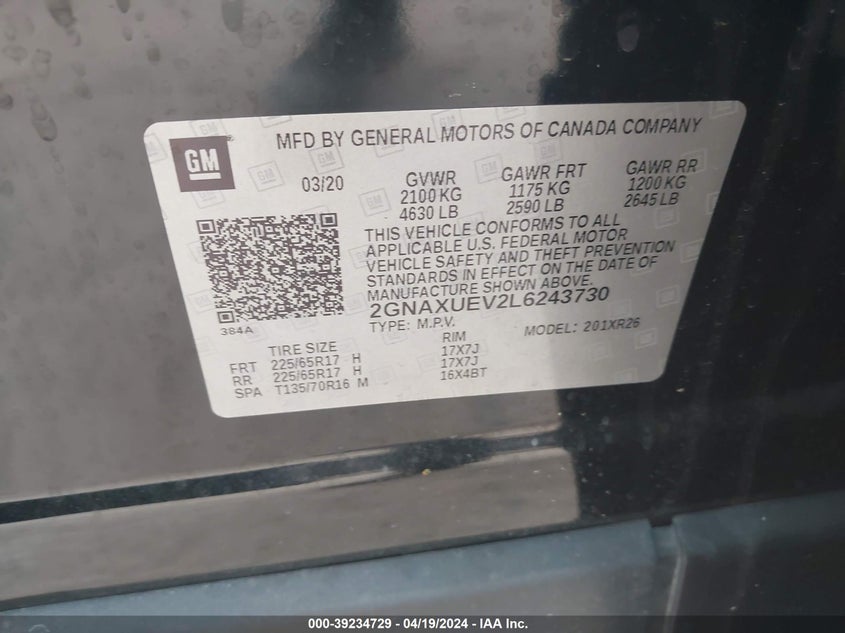 MFD BY GENERAL MOTORS OF CANADA COMPANY
GM
03/20
GVWR GAWR FRT GAWR RR
2100 KG 1175 KG 1200 KG
4630 LB 2590 LB 2645 LB
THIS VEHICLE CONFORMS TO ALL
APPLICABLE U.S. FEDERAL MOTOR
VEHICLE SAFETY AND THEFT PREVENTION
STANDARDS IN EFFECT ON THE DATE OF
MANUFACTURE SHOWN ABOVE.
2GNAXUEV2L6243730
384A
TYPE: M.P.V. MODEL: 201XR26
TIRE SIZE RIM
FRT 225/65R17 H 17X7J
RR 225/65R17 H 17X7J
SPA T135/70R16 M 16X4BT
000-39234729 - 04/19/2024 - IAA Inc.